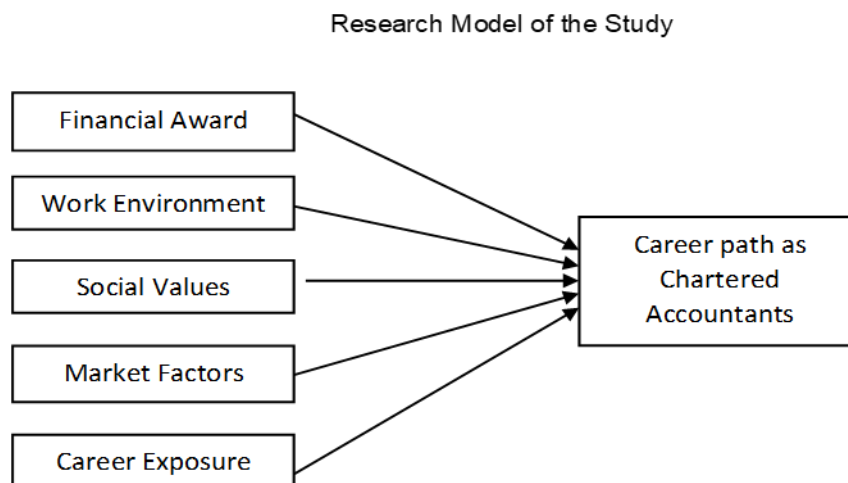 Research Model of the Study
Financial Award
Work Environment
Social Values
Market Factors
Career Exposure
Career path as
Chartered
Accountants